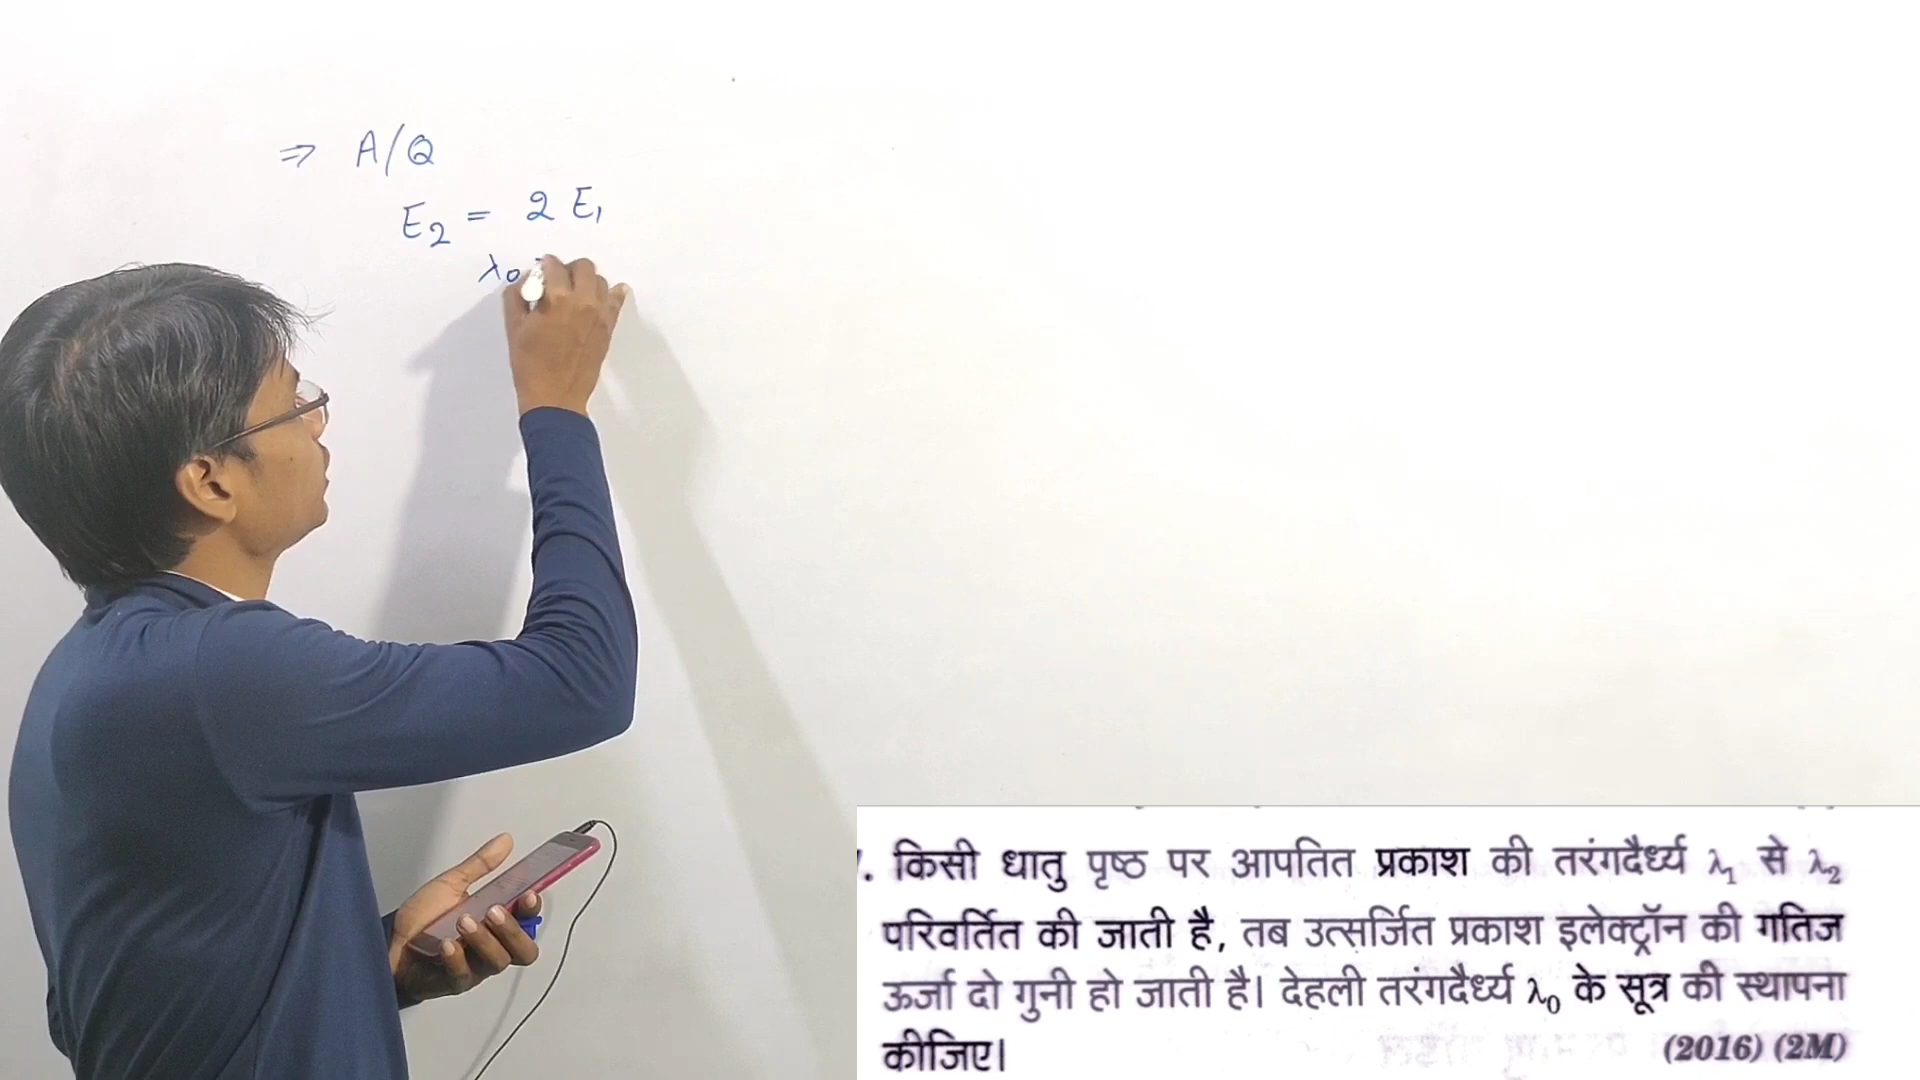 ⇒ A/Q
E₂ = 2 E₁
λ₀
. किसी धातु पृष्ठ पर आपतित प्रकाश की तरंगदैर्ध्य λ₁ से λ₂
परिवर्तित की जाती है, तब उत्सर्जित प्रकाश इलेक्ट्रॉन की गतिज
ऊर्जा दो गुनी हो जाती है। देहली तरंगदैर्ध्य λ₀ के सूत्र की स्थापना
कीजिए।
(2016) (2M)